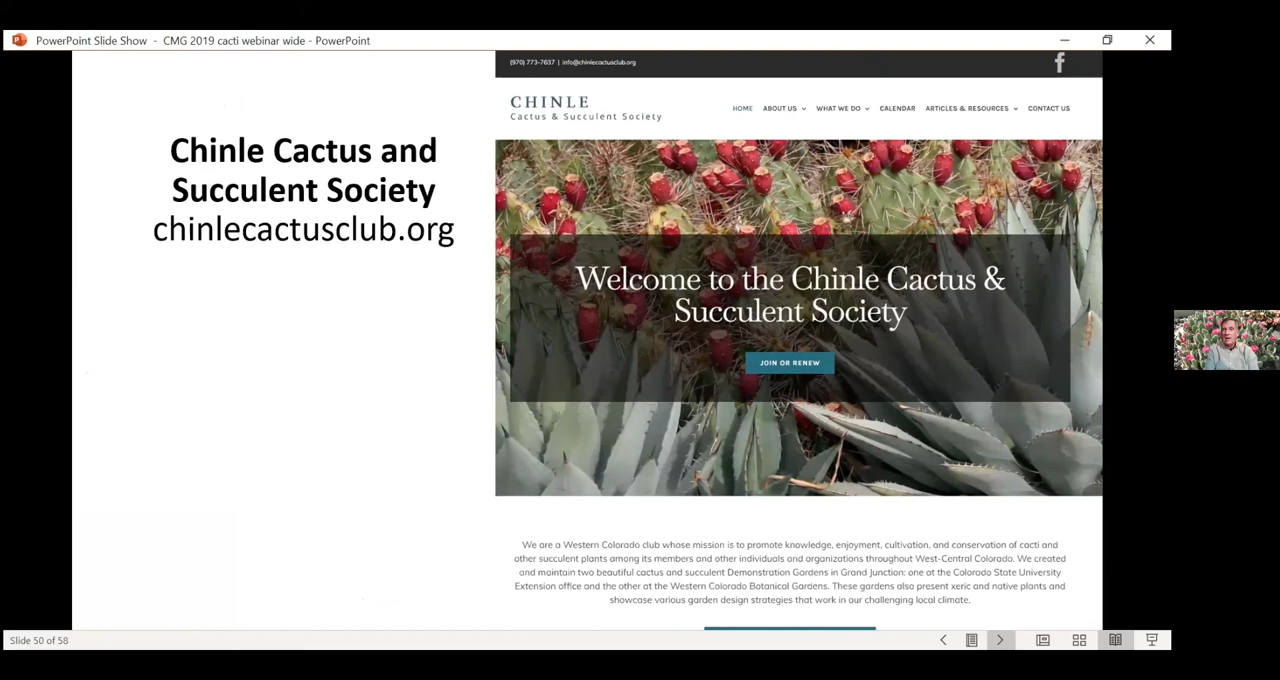 PowerPoint Slide Show - CMG 2019 cacti webinar wide - PowerPoint
(970) 773-7637 | info@chinlecactusclub.org
CHINLE
Cactus & Succulent Society
HOME ABOUT US WHAT WE DO CALENDAR ARTICLES & RESOURCES CONTACT US
Chinle Cactus and
Succulent Society
chinlecactusclub.org
Welcome to the Chinle Cactus &
Succulent Society
JOIN OR RENEW
We are a Western Colorado club whose mission is to promote knowledge, enjoyment, cultivation, and conservation of cacti and
other succulent plants among its members and other individuals and organizations throughout West-Central Colorado. We created
and maintain two beautiful cactus and succulent Demonstration Gardens in Grand Junction: one at the Colorado State University
Extension office and the other at the Western Colorado Botanical Gardens. These gardens also present xeric and native plants and
showcase various garden design strategies that work in our challenging local climate.
Slide 50 of 58